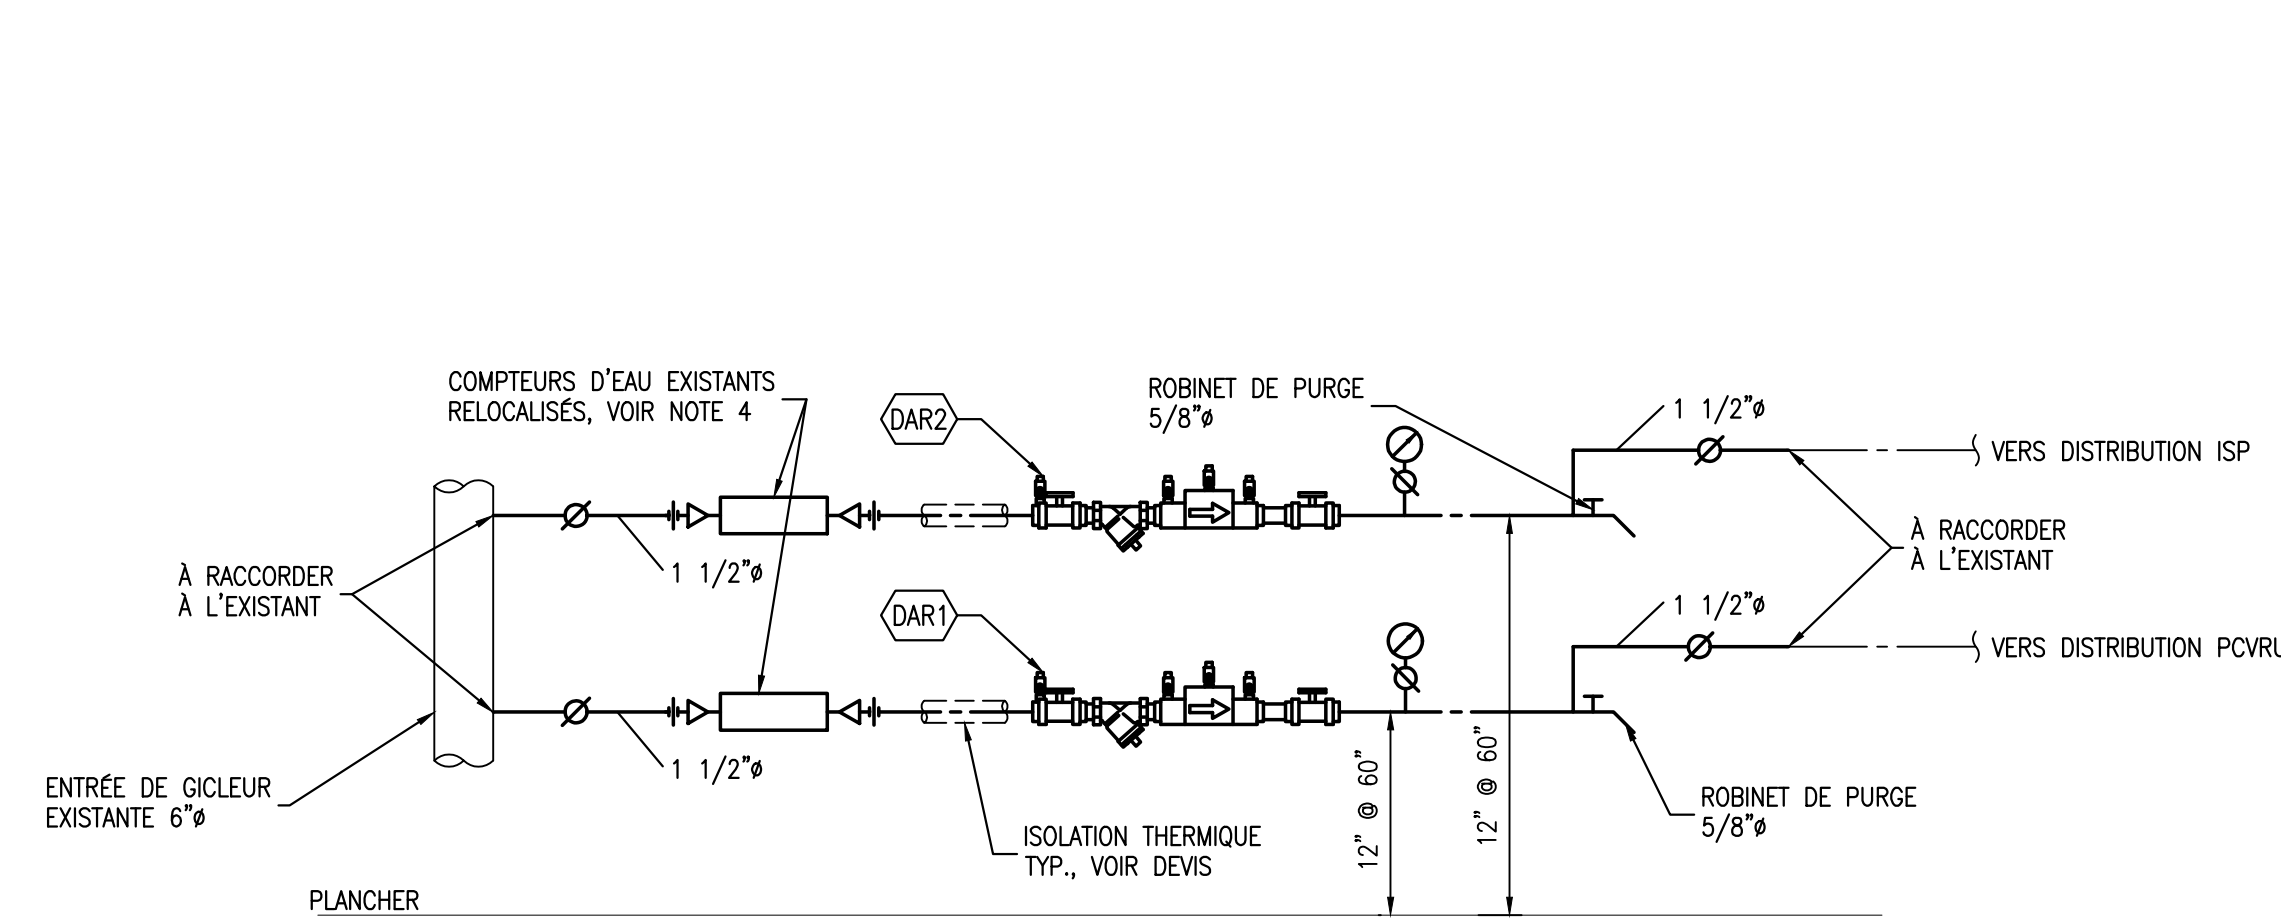 COMPTEURS D'EAU EXISTANTS
RELOCALISÉS, VOIR NOTE 4
DAR2
ROBINET DE PURGE
5/8"ø
1 1/2"ø
VERS DISTRIBUTION ISP
À RACCORDER
À L'EXISTANT
1 1/2"ø
À RACCORDER
À L'EXISTANT
DAR1
1 1/2"ø
VERS DISTRIBUTION PCVRU
1 1/2"ø
ENTRÉE DE GICLEUR
EXISTANTE 6"ø
ISOLATION THERMIQUE
TYP., VOIR DEVIS
12" @ 60"
12" @ 60"
ROBINET DE PURGE
5/8"ø
PLANCHER